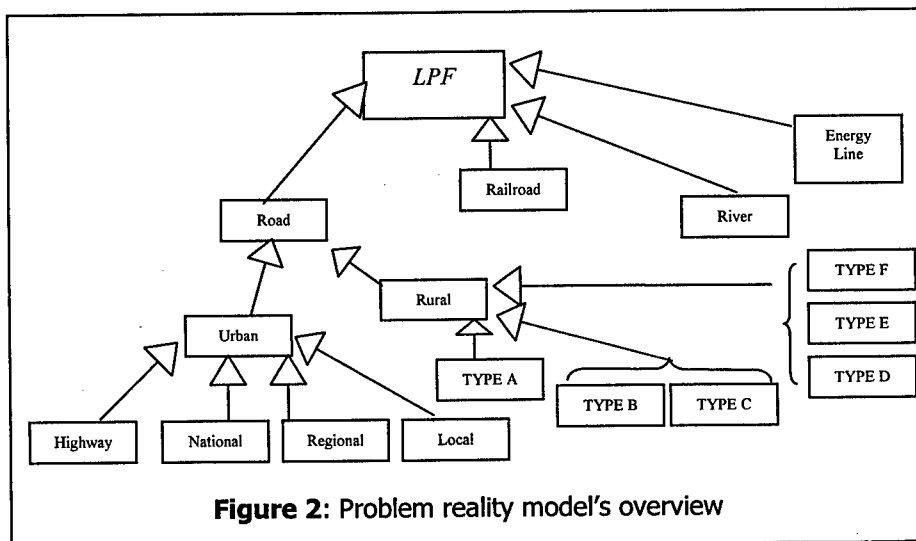 LPF
Energy
Line
Railroad
River
Road
TYPE F
Rural
TYPE E
Urban
TYPE A
TYPE D
TYPE B
TYPE C
Highway
National
Regional
Local
Figure 2: Problem reality model's overview